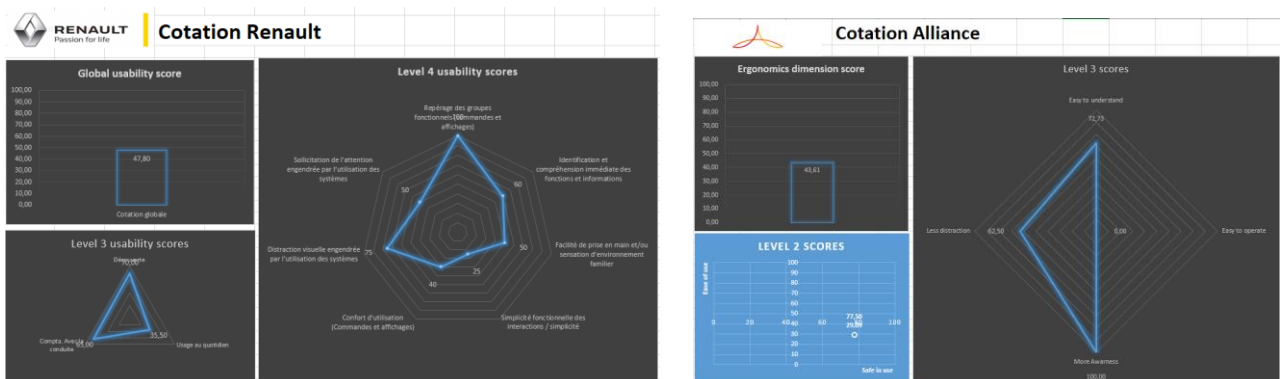 RENAULT
Passion for life
Cotation Renault
Global usability score
100,00
90,00
80,00
70,00
60,00
50,00
40,00
30,00
20,00
10,00
0,00
47,80
Cotation globale
Level 3 usability scores
70,00
35,50
65,00
Compta. Avec la
conduite
Usage au quotidien
Level 4 usability scores
Repérage des groupes
fonctionnels (commandes et
affichages)
100
Identification et
compréhension immédiate des
fonctions et informations
60
Facilité de prise en main et/ou
sensation d'environnement
familier
50
Simplicité fonctionnelle des
interactions / simplicité
25
Confort d'utilisation
(Commandes et affichages)
40
Distraction visuelle engendrée
par l'utilisation des systèmes
75
Sollicitation de l'attention
engendrée par l'utilisation des
systèmes
50
Cotation Alliance
Ergonomics dimension score
100,00
90,00
80,00
70,00
60,00
50,00
40,00
30,00
20,00
10,00
0,00
43,61
LEVEL 2 SCORES
Ease of use
100
90
80
70
60
50
40
30
20
10
0
0 20 40 60 80 100
77,50
Safe in use
Level 3 scores
Easy to understand
72,73
Easy to operate
0,00
More Awarness
100,00
Less distraction
62,50